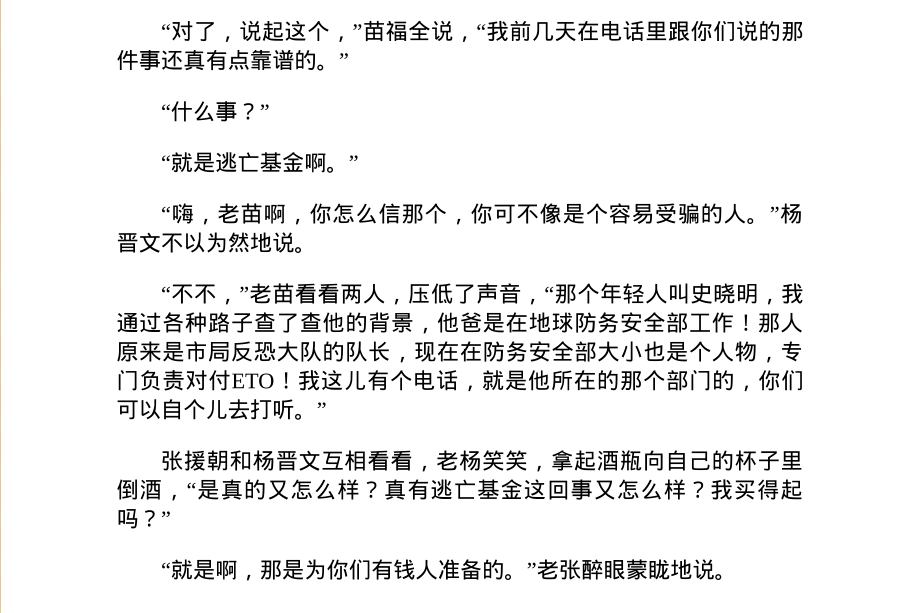 “对了，说起这个，”苗福全说，“我前几天在电话里跟你们说的那
件事还真有点靠谱的。”
“什么事？”
“就是逃亡基金啊。”
“嗨，老苗啊，你怎么信那个，你可不像是个容易受骗的人。”杨
晋文不以为然地说。
“不不，”老苗看看两人，压低了声音，“那个年轻人叫史晓明，我
通过各种路子查了查他的背景，他爸是在地球防务安全部工作！那人
原来是市局反恐大队的队长，现在在防务安全部大小也是个人物，专
门负责对付ETO！我这儿有个电话，就是他所在的那个部门的，你们
可以自个儿去打听。”
张援朝和杨晋文互相看看，老杨笑笑，拿起酒瓶向自己的杯子里
倒酒，“是真的又怎么样？真有逃亡基金这回事又怎么样？我买得起
吗？”
“就是啊，那是为你们有钱人准备的。”老张醉眼蒙眬地说。